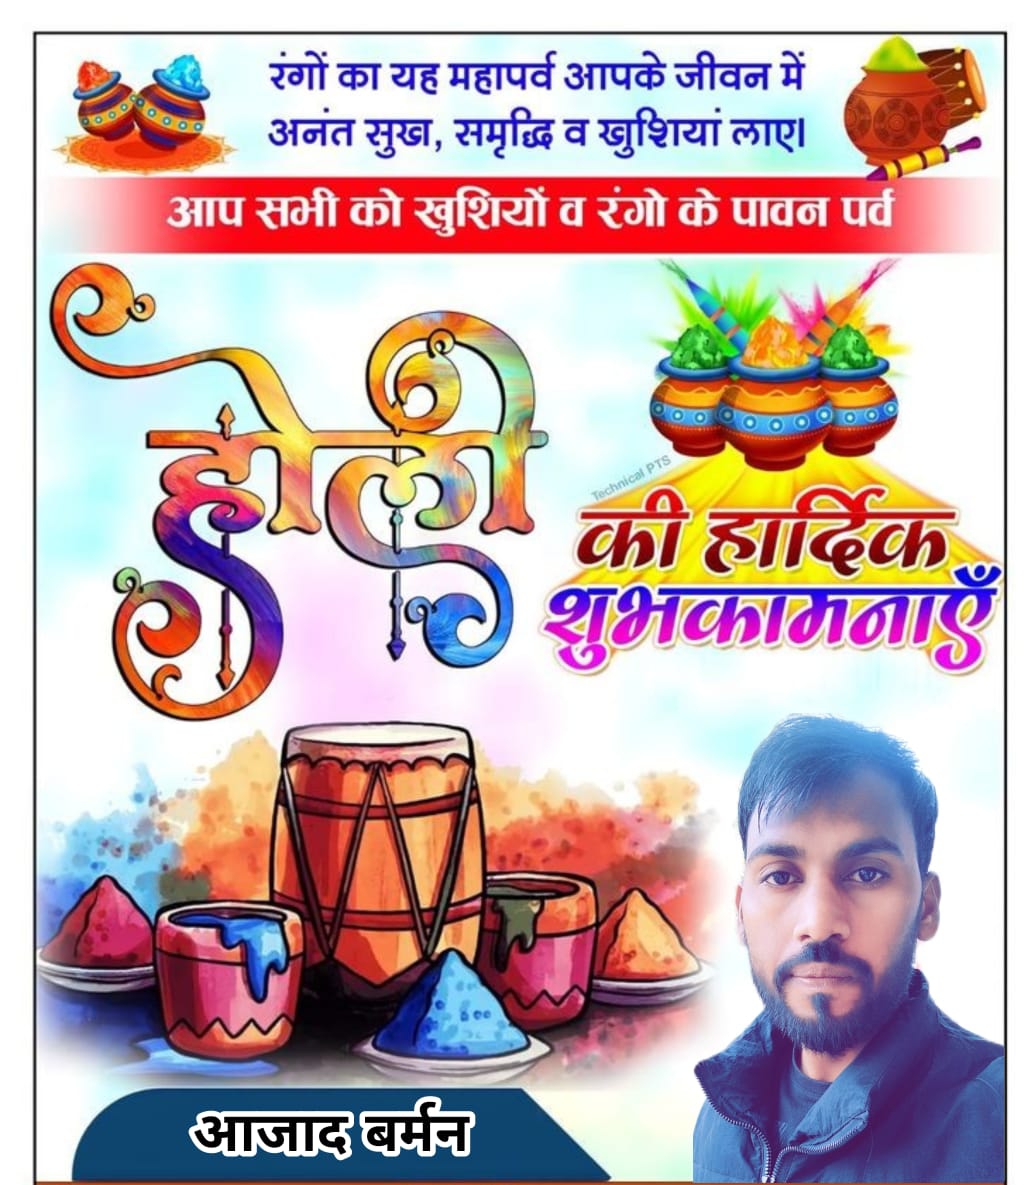 रंगों का यह महापर्व आपके जीवन में
अनंत सुख, समृद्धि व खुशियां लाए।
आप सभी को खुशियों व रंगो के पावन पर्व
होली
Technical PTS
की हार्दिक
शुभकामनाएँ
आजाद बर्मन